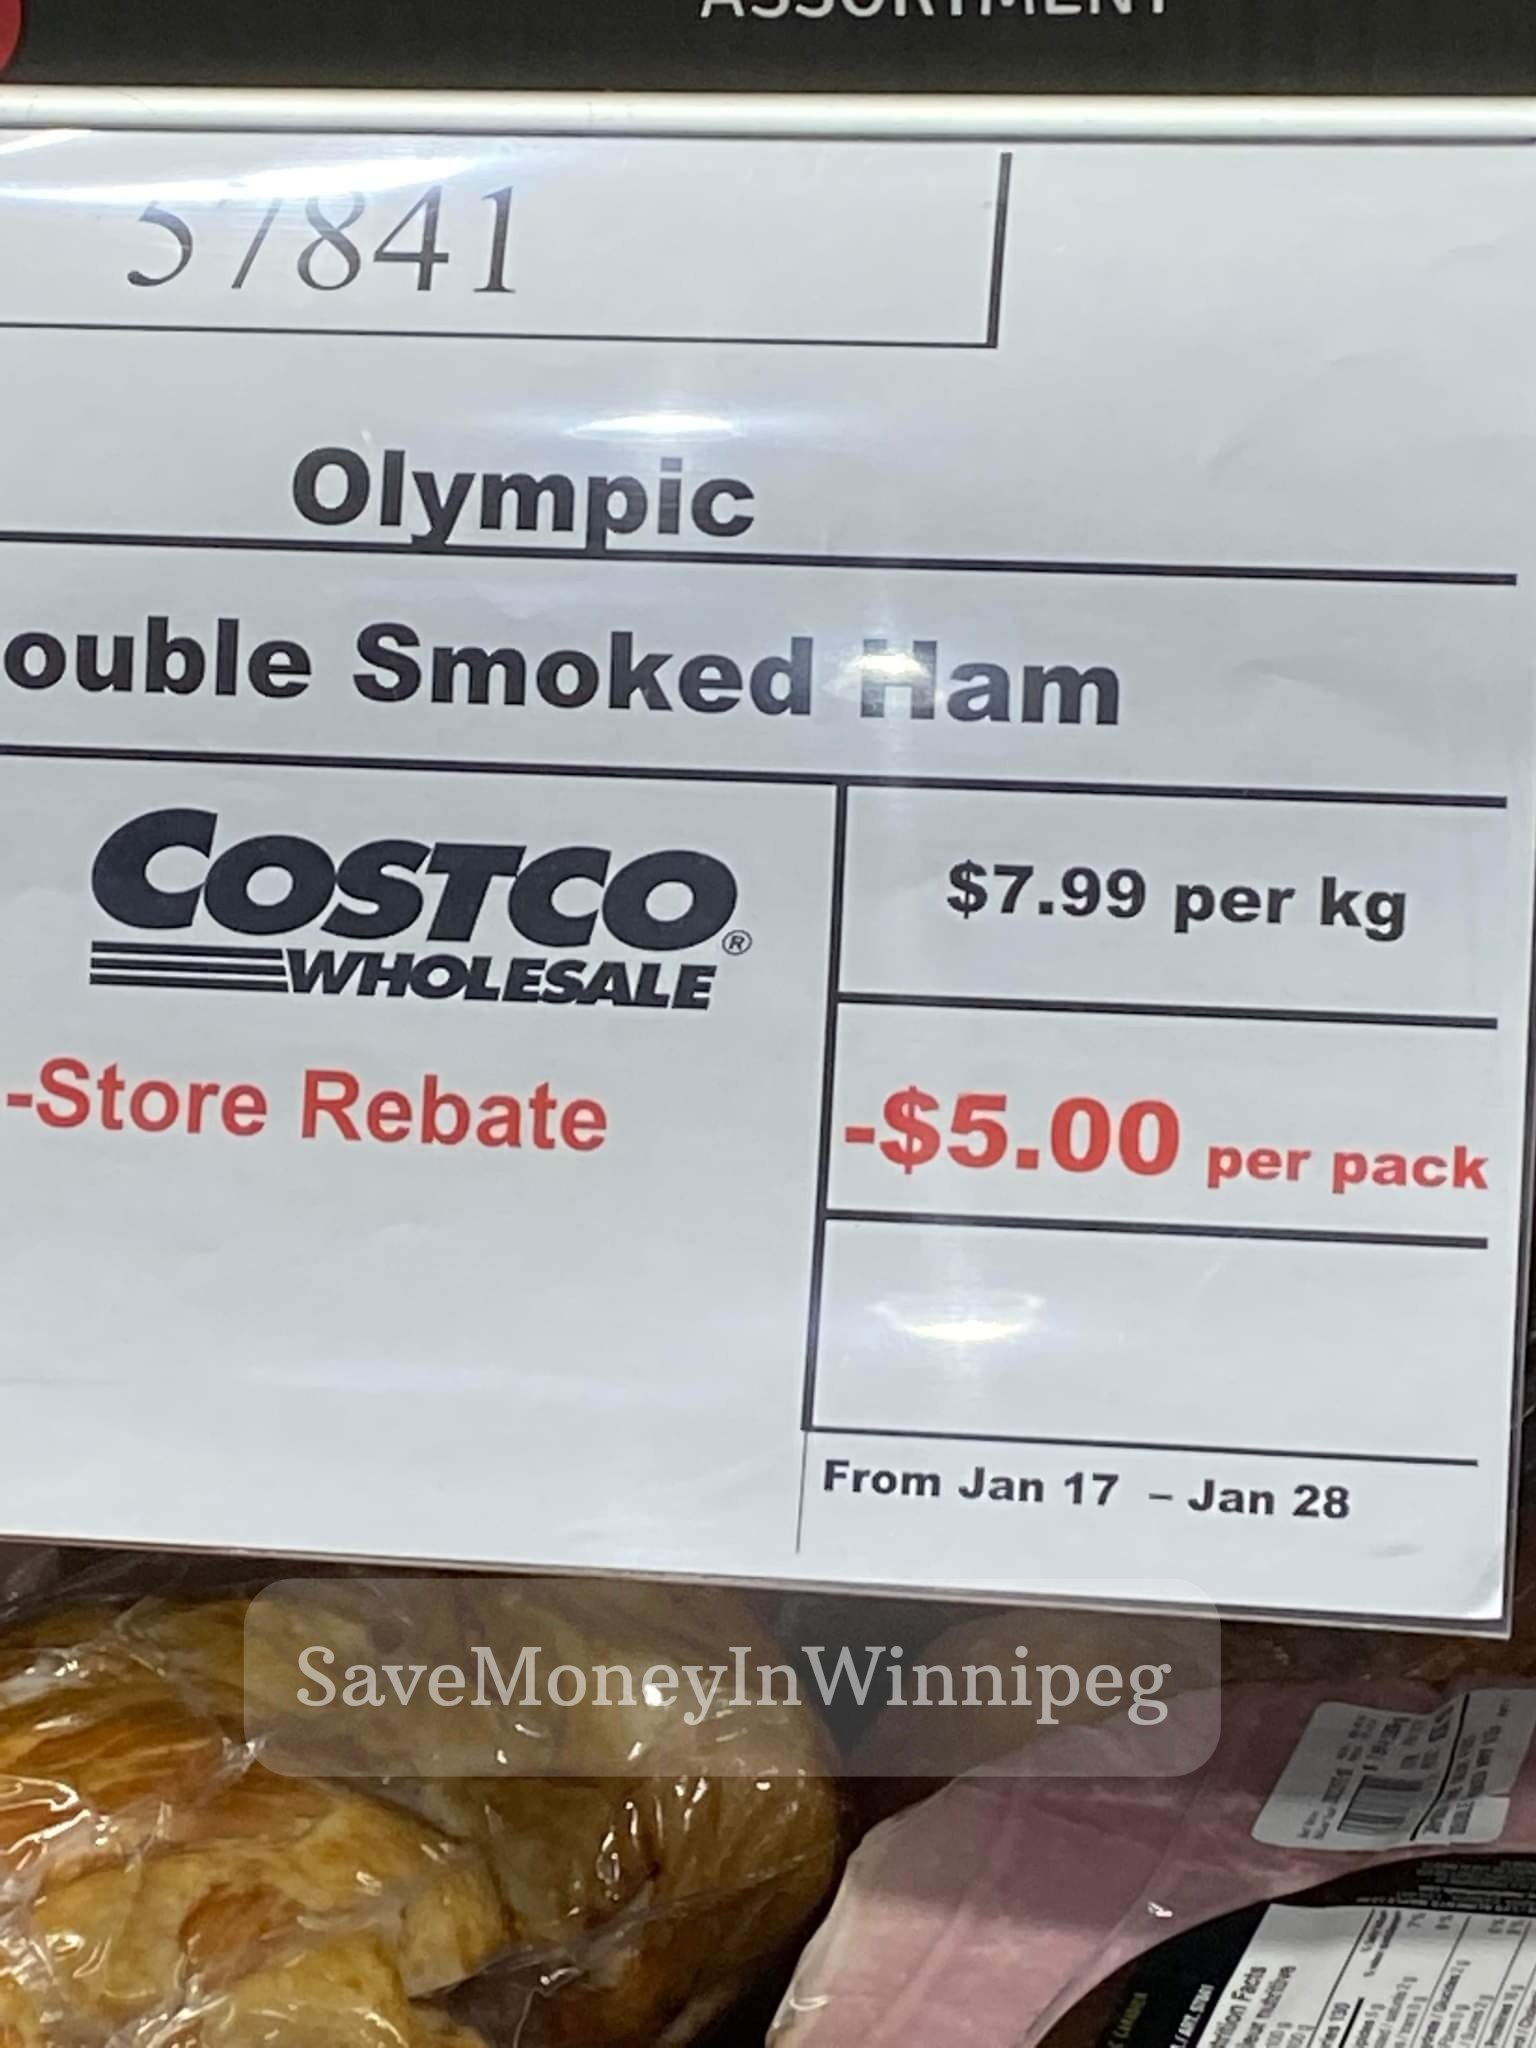 ASSORTMENT
57841
Olympic
ouble Smoked Ham
COSTCO®
WHOLESALE
$7.99 per kg
-Store Rebate
-$5.00 per pack
From Jan 17 – Jan 28
SaveMoneyInWinnipeg